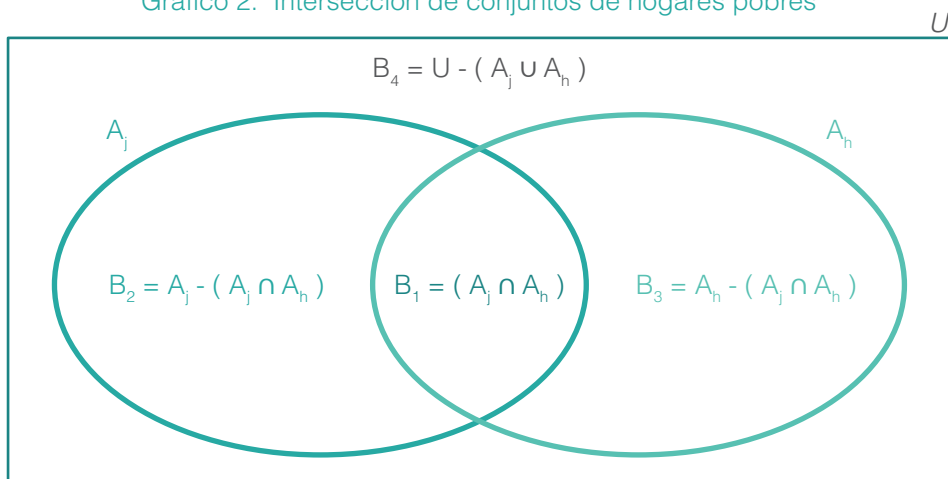 Gráfico 2. Intersección de conjuntos de hogares pobres
U
B₄ = U - ( Aⱼ ∪ Aₕ )
Aⱼ
Aₕ
B₂ = Aⱼ - ( Aⱼ ∩ Aₕ )
B₁ = ( Aⱼ ∩ Aₕ )
B₃ = Aₕ - ( Aⱼ ∩ Aₕ )